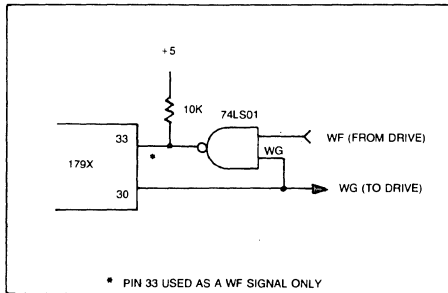 +5
10K
74LS01
33
WF (FROM DRIVE)
WG
179X
*
30
WG (TO DRIVE)
* PIN 33 USED AS A WF SIGNAL ONLY